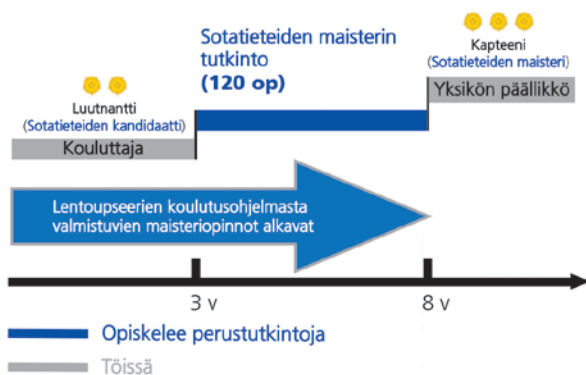 Sotatieteiden maisterin
tutkinto
(120 op)
Kapteeni
(Sotatieteiden maisteri)
Yksikön päällikkö
Luutnantti
(Sotatieteiden kandidaatti)
Kouluttaja
Lentoupseerien koulutusohjelmasta
valmistuvien maisteriopinnot alkavat
3 v
8 v
Opiskelee perustutkintoja
Töissä